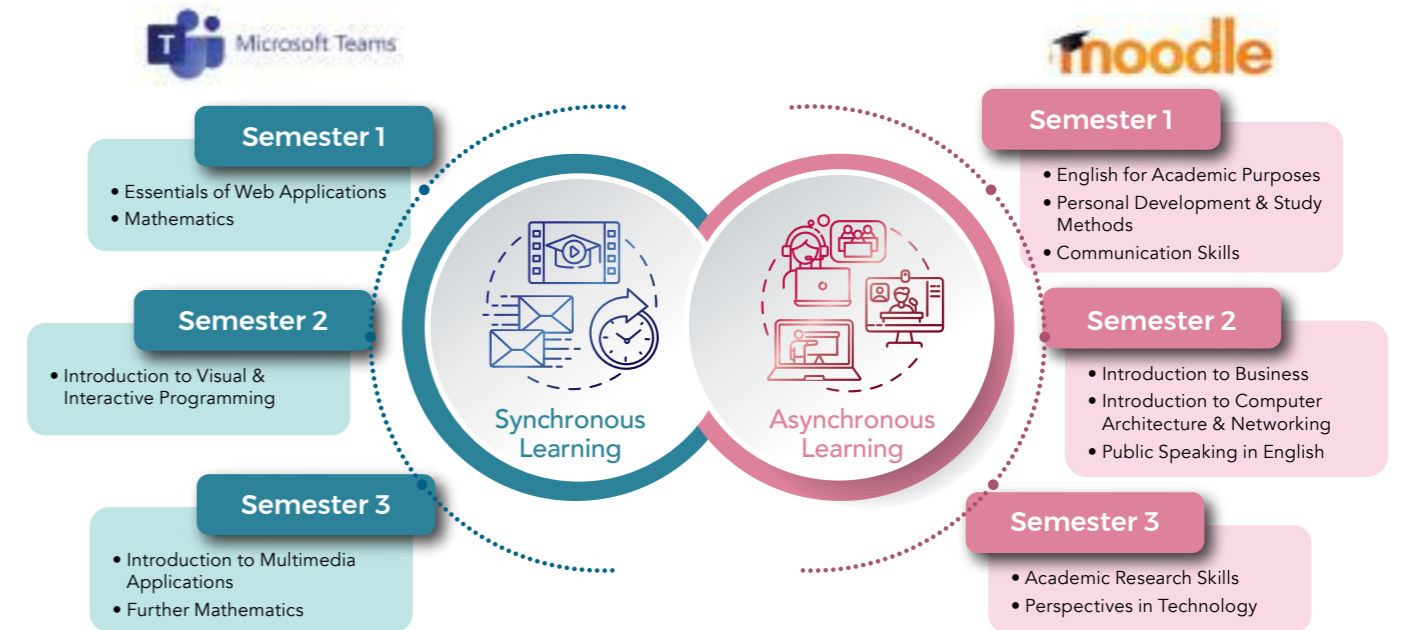 T
Microsoft Teams
Semester 1
• Essentials of Web Applications
• Mathematics
Semester 2
• Introduction to Visual &
Interactive Programming
Semester 3
• Introduction to Multimedia
Applications
• Further Mathematics
Synchronous
Learning
Asynchronous
Learning
moodle
Semester 1
• English for Academic Purposes
• Personal Development & Study
Methods
• Communication Skills
Semester 2
• Introduction to Business
• Introduction to Computer
Architecture & Networking
• Public Speaking in English
Semester 3
• Academic Research Skills
• Perspectives in Technology